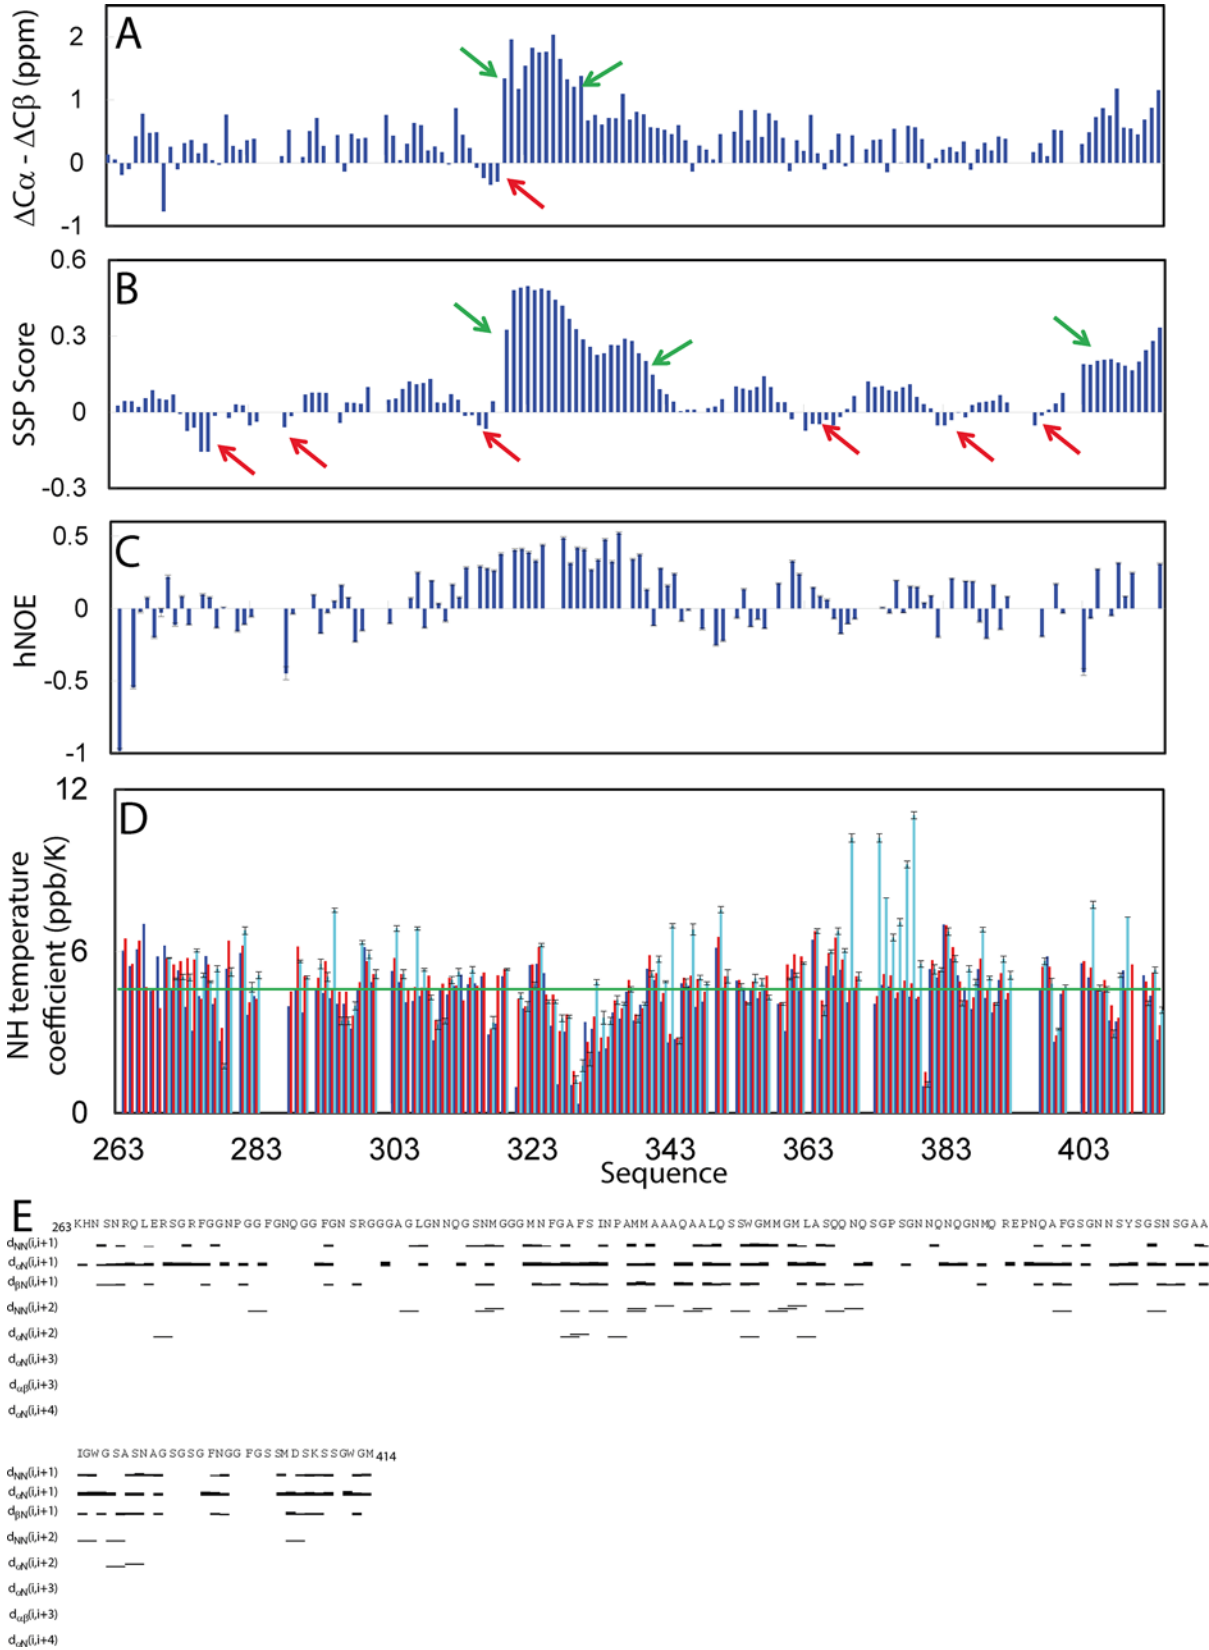 A
ΔCα - ΔCβ (ppm)
2
1
0
-1
B
SSP Score
0.6
0.3
0
-0.3
C
hNOE
0.5
0
-0.5
-1
D
NH temperature
coefficient (ppb/K)
12
6
0
263 283 303 323 343 363 383 403
Sequence
E
263 KHN SNRQLERSGRFGGNPGGFGNQGGFGNSRGGGAGLGNNQGSNMGGGMNFGAFSINPAMMAAAQAALQSSWGMMGMLASQQNQSGPSGNNQNQGNMQREPNQAFGSGNNSYSGSNSGAA
dNN(i,i+1)
dαN(i,i+1)
dβN(i,i+1)
dNN(i,i+2)
dαN(i,i+2)
dαN(i,i+3)
dαβ(i,i+3)
dαN(i,i+4)
IGWGSASNAGSGSGFNGGFGSSMDSKSSGWGM 414
dNN(i,i+1)
dαN(i,i+1)
dβN(i,i+1)
dNN(i,i+2)
dαN(i,i+2)
dαN(i,i+3)
dαβ(i,i+3)
dαN(i,i+4)